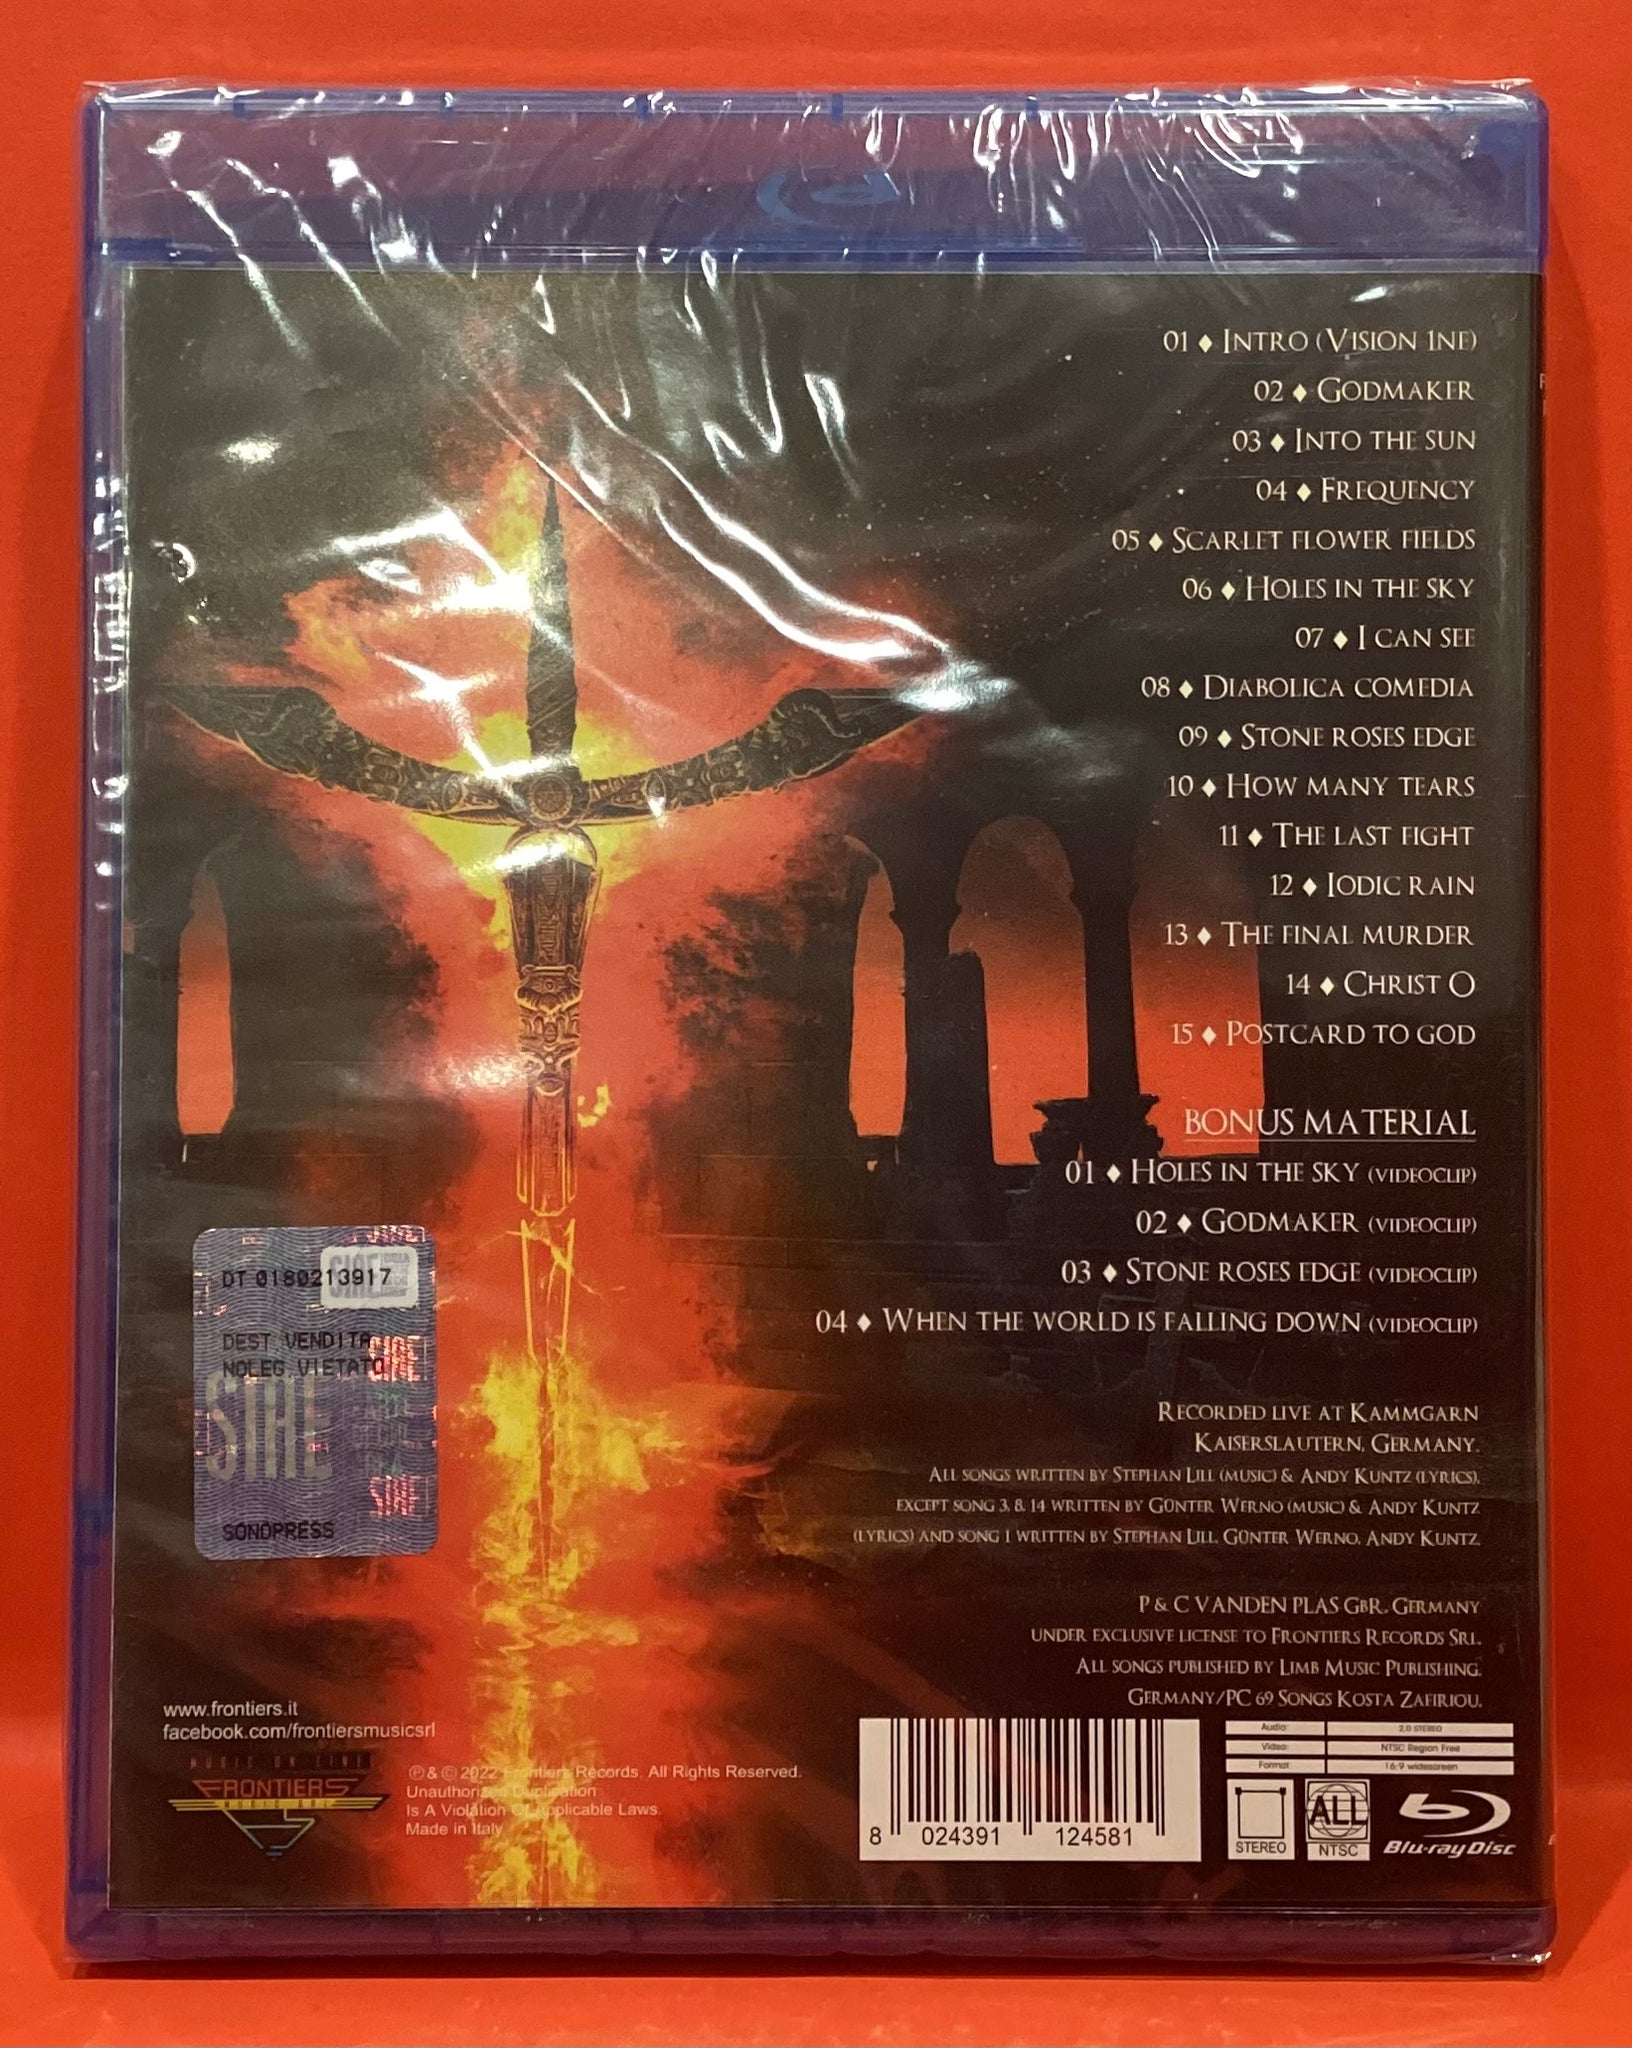 01 ♦ INTRO (VISION 1NE)
02 ♦ GODMAKER
03 ♦ INTO THE SUN
04 ♦ FREQUENCY
05 ♦ SCARLET FLOWER FIELDS
06 ♦ HOLES IN THE SKY
07 ♦ I CAN SEE
08 ♦ DIABOLICA COMEDIA
09 ♦ STONE ROSES EDGE
10 ♦ HOW MANY TEARS
11 ♦ THE LAST FIGHT
12 ♦ IODIC RAIN
13 ♦ THE FINAL MURDER
14 ♦ CHRIST O
15 ♦ POSTCARD TO GOD
BONUS MATERIAL
01 ♦ HOLES IN THE SKY (VIDEOCLIP)
02 ♦ GODMAKER (VIDEOCLIP)
03 ♦ STONE ROSES EDGE (VIDEOCLIP)
04 ♦ WHEN THE WORLD IS FALLING DOWN (VIDEOCLIP)
RECORDED LIVE AT KAMMGARN
KAISERSLAUTERN, GERMANY.
ALL SONGS WRITTEN BY STEPHAN LILL (MUSIC) & ANDY KUNTZ (LYRICS),
EXCEPT SONG 3, 8, 14 WRITTEN BY GÜNTER WERNO (MUSIC) & ANDY KUNTZ
(LYRICS) AND SONG 1 WRITTEN BY STEPHAN LILL, GÜNTER WERNO, ANDY KUNTZ.
P & C VANDEN PLAS GBR, GERMANY
UNDER EXCLUSIVE LICENSE TO FRONTIERS RECORDS SRL.
ALL SONGS PUBLISHED BY LIMB MUSIC PUBLISHING,
GERMANY/PC 69 SONGS KOSTA ZAFIRIOU.
DT 0180213917
DEST.VENDITA
NOLEG.VIETATO
SIAE
SONOPRESS
www.frontiers.it
facebook.com/frontiersmusicsrl
FRONTIERS
MUSIC SRL
℗ & © 2022 Frontiers Records. All Rights Reserved.
Unauthorized Duplication
Is A Violation Of Applicable Laws.
Made in Italy
8 024391 124581
Audio: 2.0 STEREO
Video: NTSC Region Free
Format 16:9 widescreen
STEREO
ALL
NTSC
Blu-ray Disc